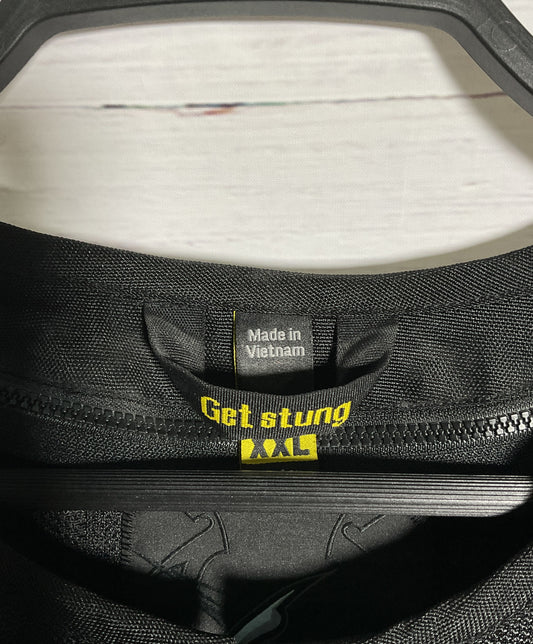 Made in
Vietnam
Get stung
XXL